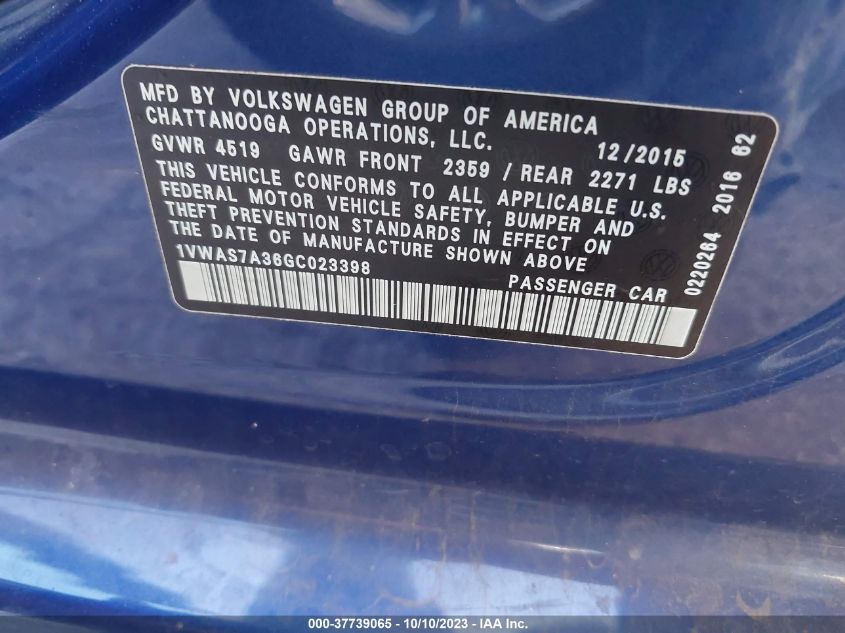 MFD BY VOLKSWAGEN GROUP OF AMERICA
CHATTANOOGA OPERATIONS, LLC. 12/2015
GVWR 4519 GAWR FRONT 2359 / REAR 2271 LBS
THIS VEHICLE CONFORMS TO ALL APPLICABLE U.S.
FEDERAL MOTOR VEHICLE SAFETY, BUMPER AND
THEFT PREVENTION STANDARDS IN EFFECT ON
THE DATE OF MANUFACTURE SHOWN ABOVE
1VWAS7A36GC023398 PASSENGER CAR
0220264 2016 62
000-37739065 - 10/10/2023 - IAA Inc.